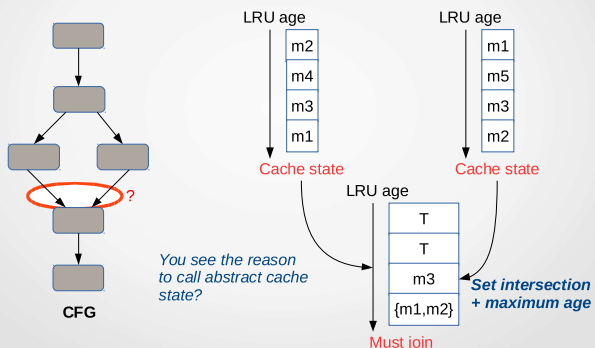 LRU age
m2
m4
m3
m1
Cache state
LRU age
m1
m5
m3
m2
Cache state
?
CFG
You see the reason
to call abstract cache
state?
LRU age
T
T
m3
{m1,m2}
Must join
Set intersection
+ maximum age